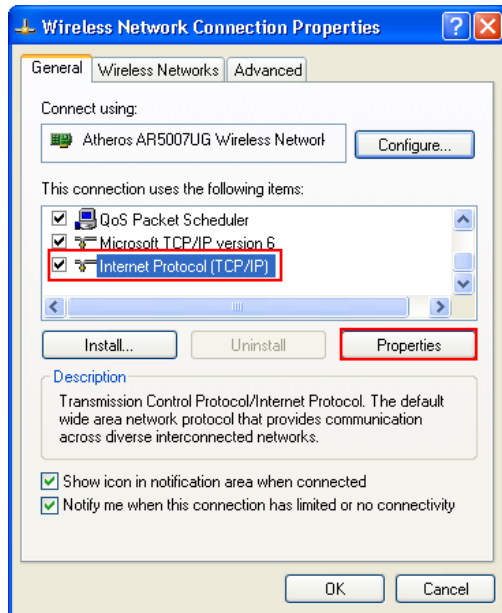 Wireless Network Connection Properties
General Wireless Networks Advanced
Connect using:
Atheros AR5007UG Wireless Network
Configure...
This connection uses the following items:
QoS Packet Scheduler
Microsoft TCP/IP version 6
Internet Protocol (TCP/IP)
Install... Uninstall Properties
Description
Transmission Control Protocol/Internet Protocol. The default
wide area network protocol that provides communication
across diverse interconnected networks.
Show icon in notification area when connected
Notify me when this connection has limited or no connectivity
OK Cancel